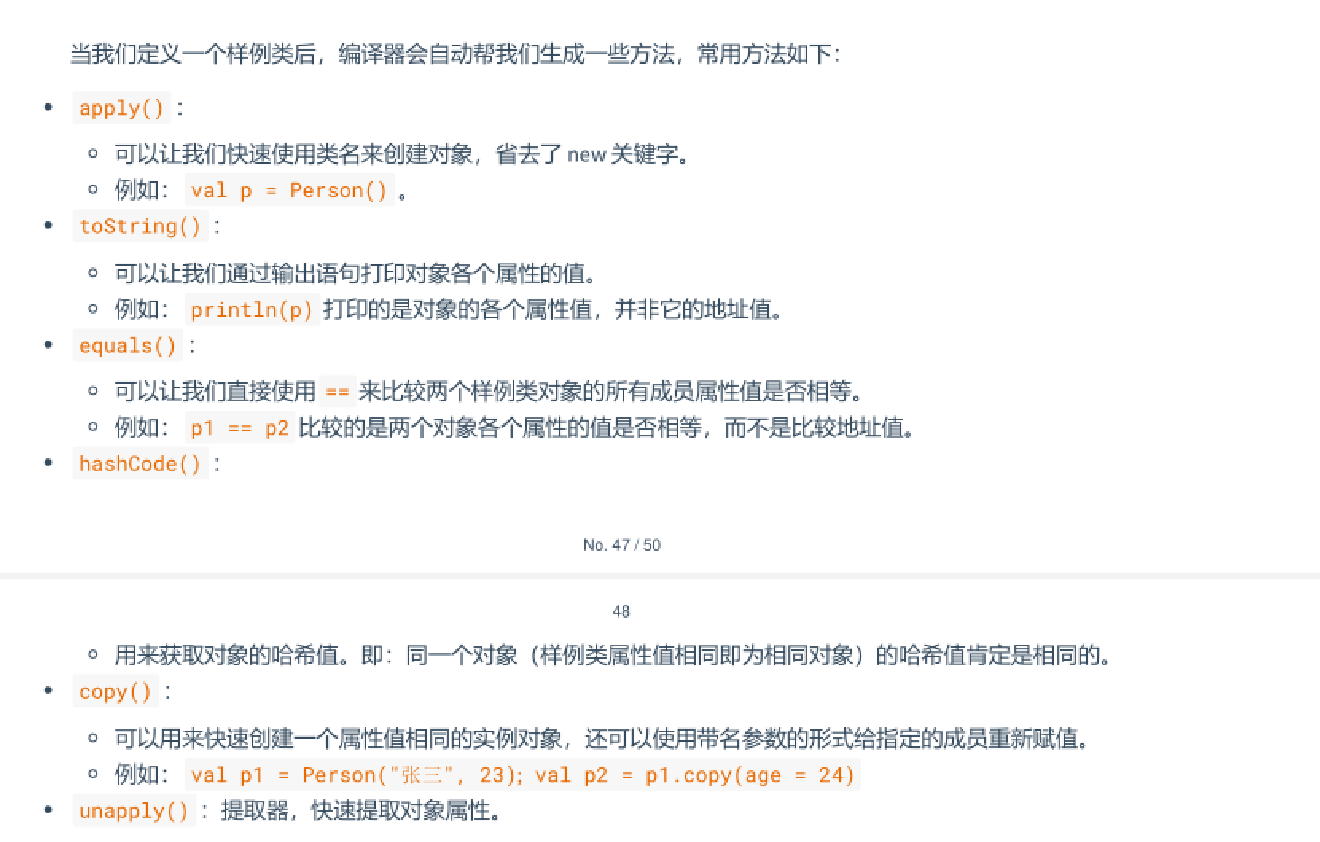 当我们定义一个样例类后，编译器会自动帮我们生成一些方法，常用方法如下：
• apply()：
◦ 可以让我们快速使用类名来创建对象，省去了 new 关键字。
◦ 例如： val p = Person() 。
• toString()：
◦ 可以让我们通过输出语句打印对象各个属性的值。
◦ 例如： println(p) 打印的是对象的各个属性值，并非它的地址值。
• equals()：
◦ 可以让我们直接使用 == 来比较两个样例类对象的所有成员属性值是否相等。
◦ 例如： p1 == p2 比较的是两个对象各个属性的值是否相等，而不是比较地址值。
• hashCode()：
No. 47 / 50
48
◦ 用来获取对象的哈希值。即：同一个对象（样例类属性值相同即为相同对象）的哈希值肯定是相同的。
• copy()：
◦ 可以用来快速创建一个属性值相同的实例对象，还可以使用带名参数的形式给指定的成员重新赋值。
◦ 例如： val p1 = Person("张三", 23); val p2 = p1.copy(age = 24)
• unapply()：提取器，快速提取对象属性。